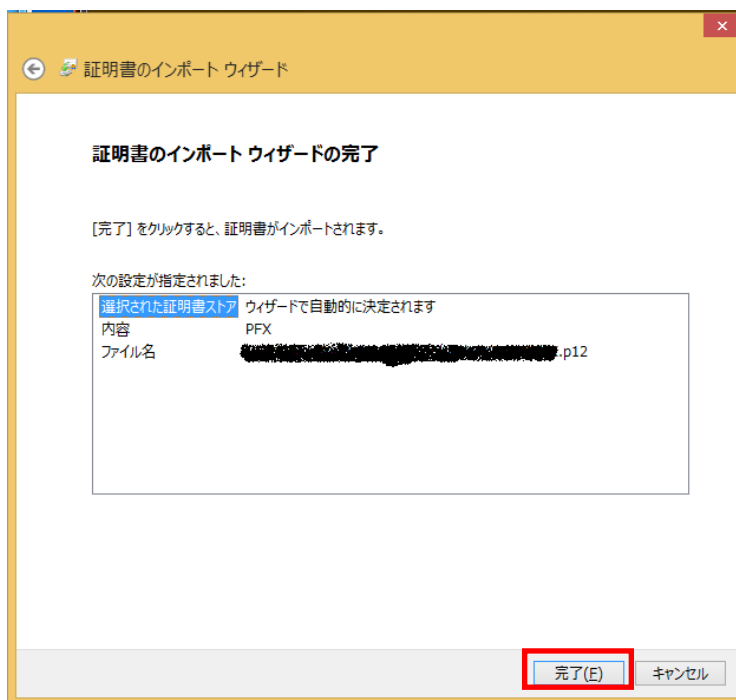 証明書のインポート ウィザード
証明書のインポート ウィザードの完了
[完了] をクリックすると、証明書がインポートされます。
次の設定が指定されました:
選択された証明書ストア ウィザードで自動的に決定されます
内容 PFX
ファイル名 .p12
完了(F) キャンセル